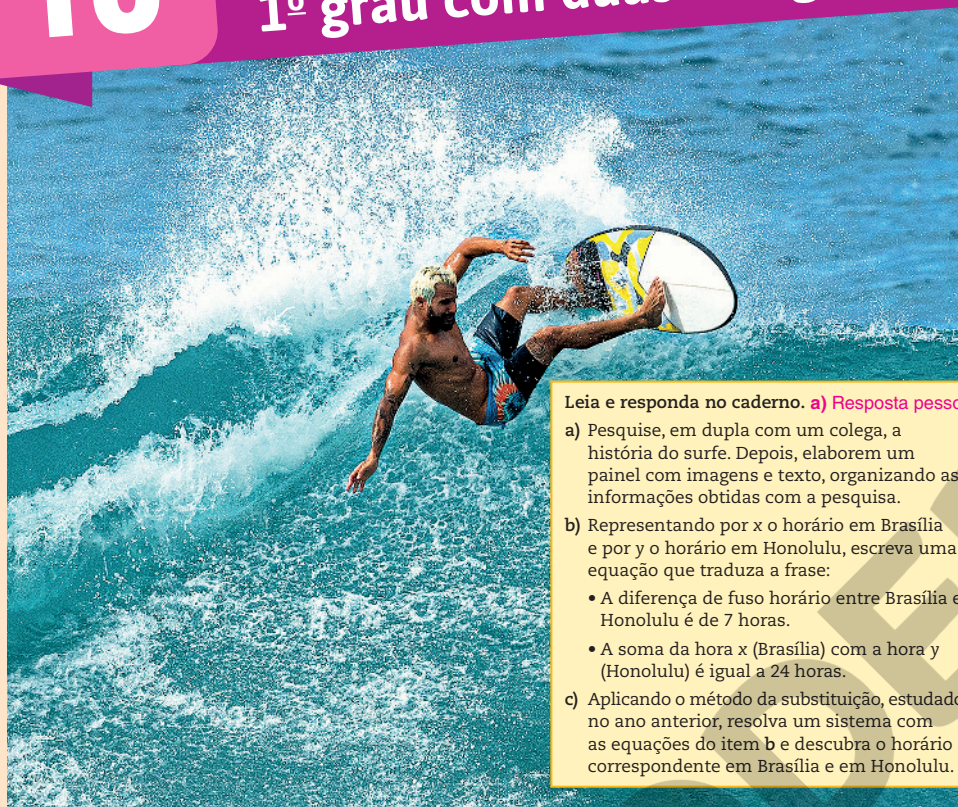 10
1º grau com duas
Leia e responda no caderno. a) Resposta
a) Pesquise, em dupla com um colega, a
história do surfe. Depois, elaborem um
painel com imagens e texto, organizando as
informações obtidas com a pesquisa.
b) Representando por x o horário em Brasília
e por y o horário em Honolulu, escreva uma
equação que traduza a frase:
• A diferença de fuso horário entre Brasília e
Honolulu é de 7 horas.
• A soma da hora x (Brasília) com a hora y
(Honolulu) é igual a 24 horas.
c) Aplicando o método da substituição, estudado
no ano anterior, resolva um sistema com
as equações do item b e descubra o horário
correspondente em Brasília e em Honolulu.